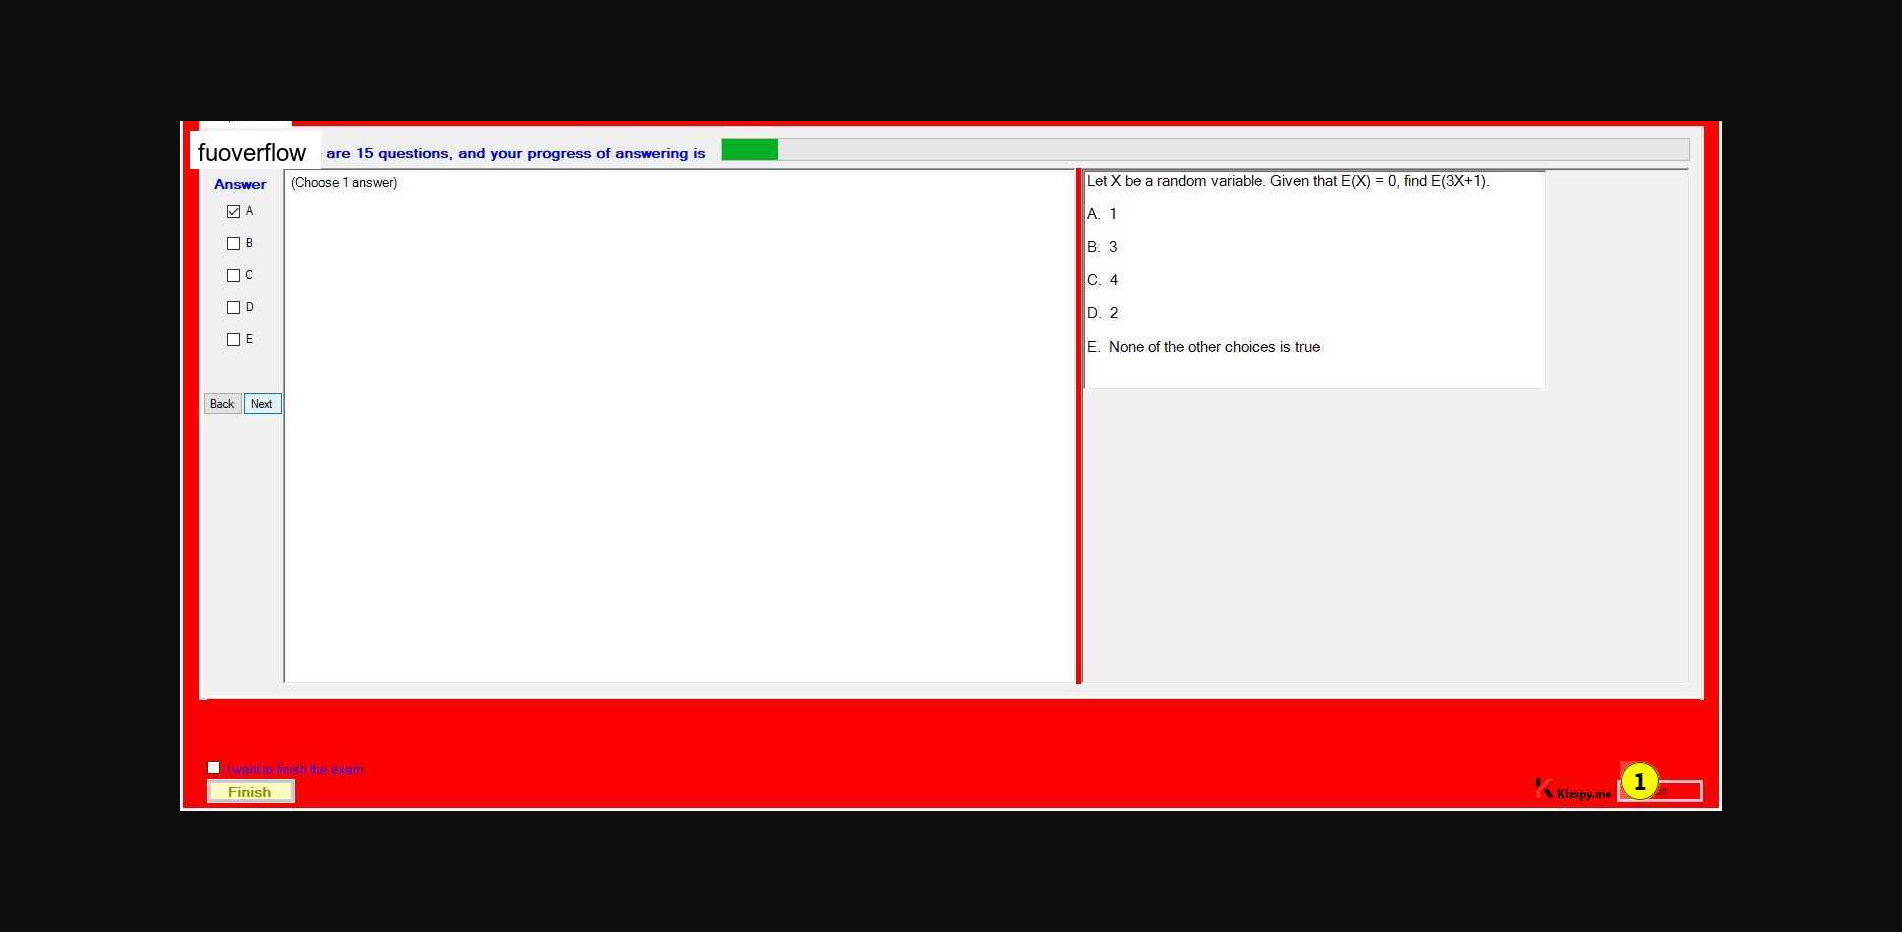 fuoverflow are 15 questions, and your progress of answering is
Answer
A
B
C
D
E
Back Next
(Choose 1 answer)
Let X be a random variable. Given that E(X) = 0, find E(3X+1).
A. 1
B. 3
C. 4
D. 2
E. None of the other choices is true
I want to finish the exam
Finish
Kizspy.me
1